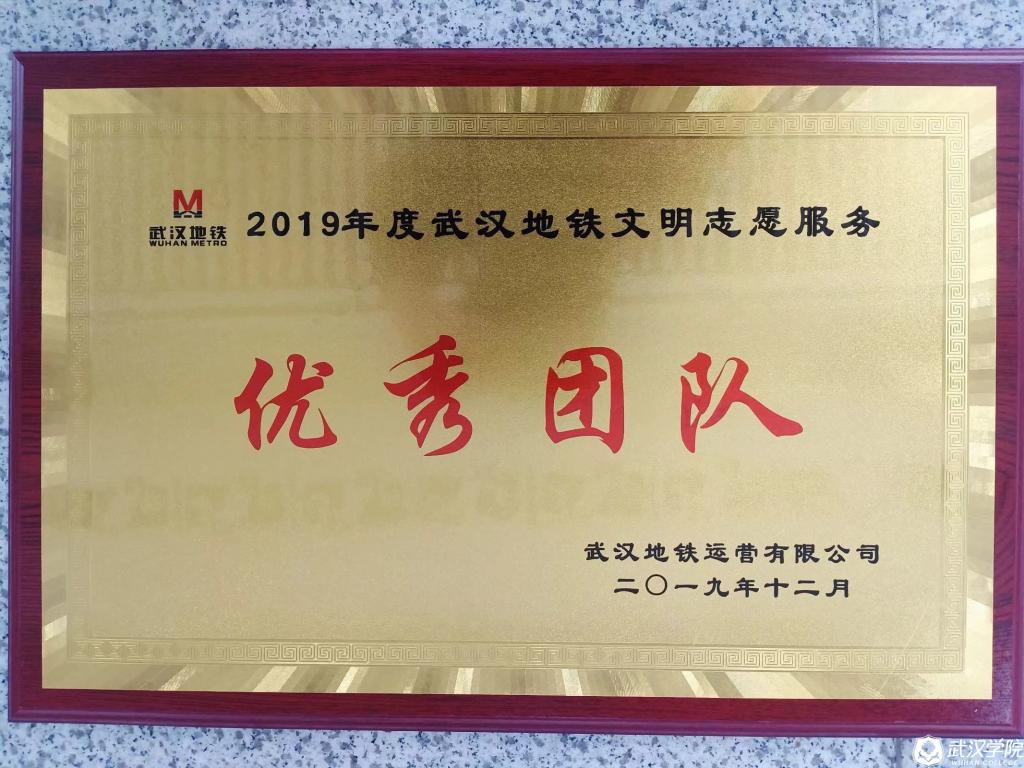 武汉地铁
WUHAN METRO
2019年度武汉地铁文明志愿服务
优秀团队
武汉地铁运营有限公司
二〇一九年十二月
武汉学院
WUHAN COLLEGE